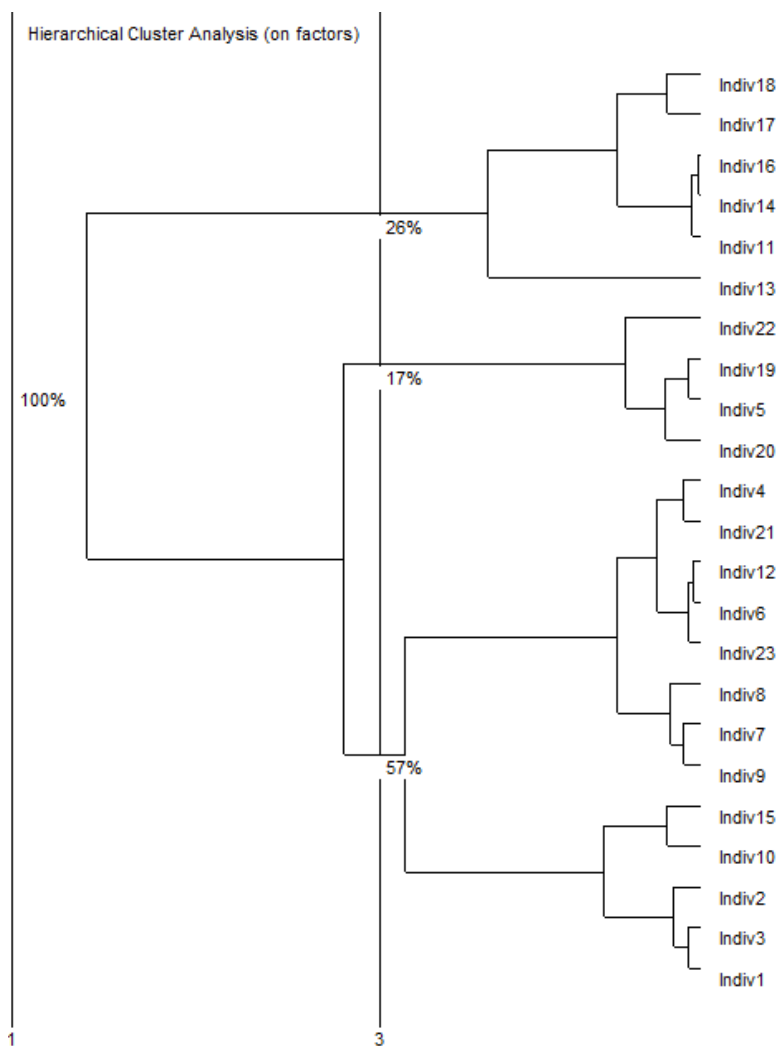 Hierarchical Cluster Analysis (on factors)
Indiv18
Indiv17
Indiv16
Indiv14
26%
Indiv11
Indiv13
Indiv22
Indiv19
17%
100%
Indiv5
Indiv20
Indiv4
Indiv21
Indiv12
Indiv6
Indiv23
Indiv8
Indiv7
57%
Indiv9
Indiv15
Indiv10
Indiv2
Indiv3
Indiv1
1
3